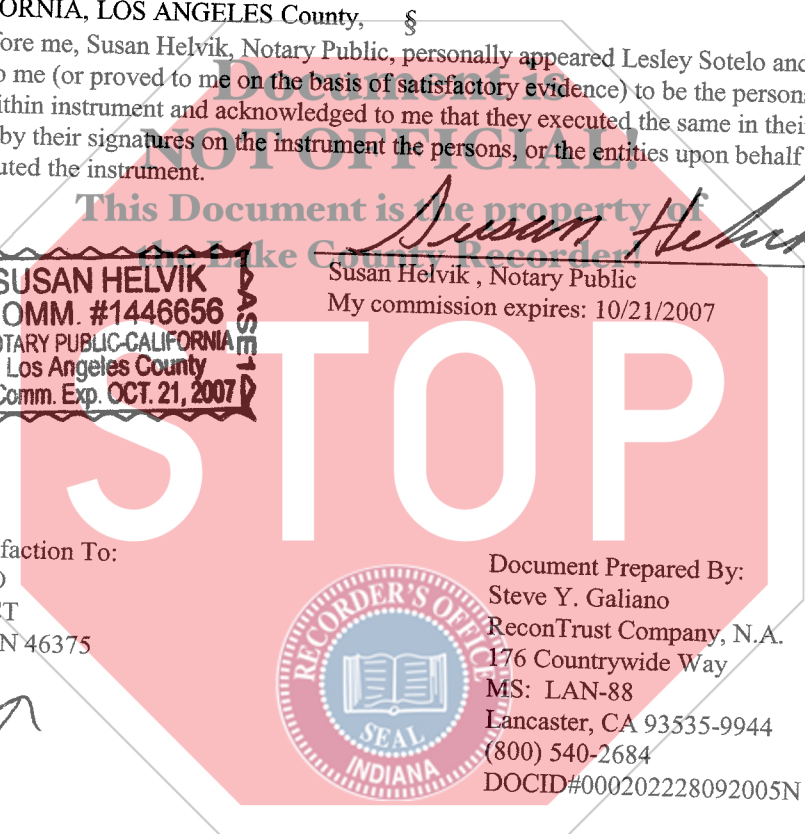 ORNIA, LOS ANGELES County, §
fore me, Susan Helvik, Notary Public, personally appeared Lesley Sotelo and
o me (or proved to me on the basis of satisfactory evidence) to be the person
ithin instrument and acknowledged to me that they executed the same in their
by their signatures on the instrument the persons, or the entities upon behalf
uted the instrument.
Document is
NOT OFFICIAL!
This Document is the property of
the Lake County Recorder!
Susan Helvik
Susan Helvik , Notary Public
My commission expires: 10/21/2007
SUSAN HELVIK
OMM. #1446656
OTARY PUBLIC-CALIFORNIA
Los Angeles County
Comm. Exp. OCT. 21, 2007
STOP
faction To:
N 46375
Document Prepared By:
Steve Y. Galiano
ReconTrust Company, N.A.
176 Countrywide Way
MS: LAN-88
Lancaster, CA 93535-9944
(800) 540-2684
DOCID#000202228092005N
RECORDER'S OFFICE
SEAL
INDIANA